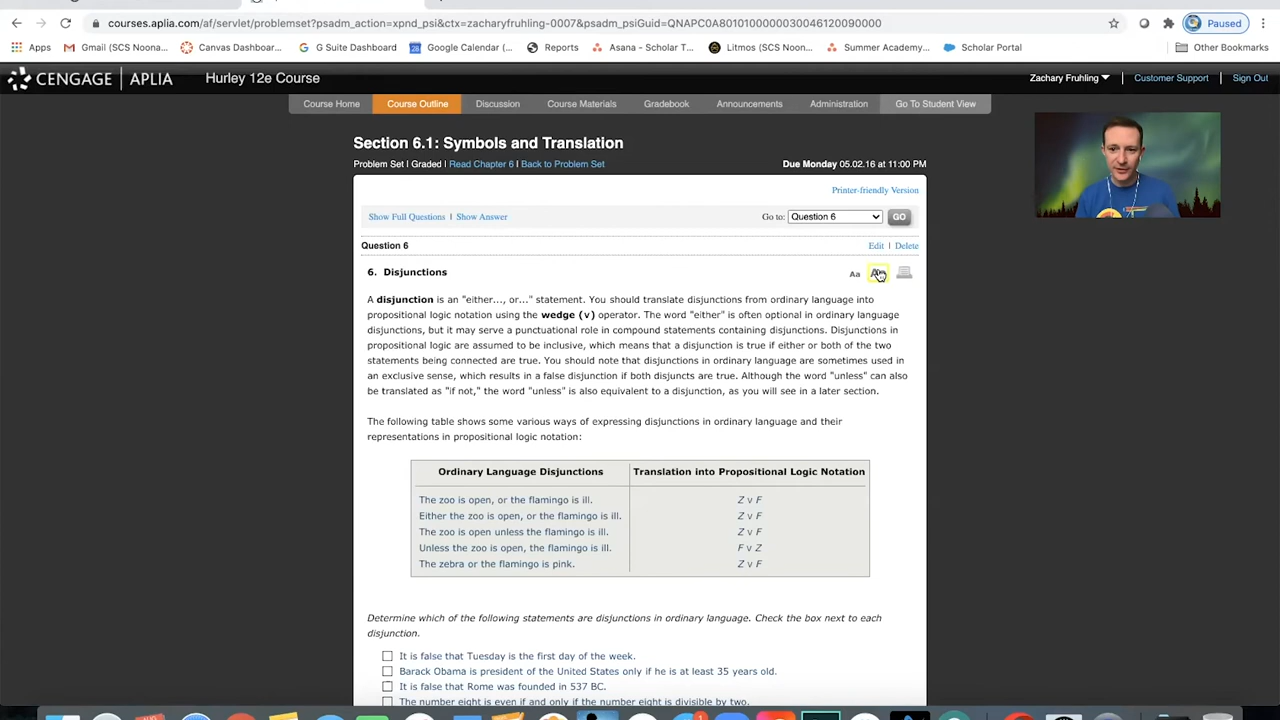 courses.aplia.com/af/servlet/problemset?psadm_action=xpnd_psi&ctx=zacharyfruhling-0007&psadm_psiGuid=QNAPC0A80101000000030046120090000
Paused
Apps
Gmail (SCS Noona...
Canvas Dashboar...
G Suite Dashboard
Google Calendar (...
Reports
Asana - Scholar T...
Litmos (SCS Noon...
Summer Academy...
Scholar Portal
Other Bookmarks
CENGAGE | APLIA
Hurley 12e Course
Zachary Fruhling
Customer Support
Sign Out
Course Home
Course Outline
Discussion
Course Materials
Gradebook
Announcements
Administration
Go To Student View
Section 6.1: Symbols and Translation
Problem Set | Graded | Read Chapter 6 | Back to Problem Set
Due Monday 05.02.16 at 11:00 PM
Printer-friendly Version
Show Full Questions | Show Answer
Go to: Question 6 GO
Question 6
Edit | Delete
6. Disjunctions
Aa
A disjunction is an "either..., or..." statement. You should translate disjunctions from ordinary language into
propositional logic notation using the wedge (v) operator. The word "either" is often optional in ordinary language
disjunctions, but it may serve a punctuational role in compound statements containing disjunctions. Disjunctions in
propositional logic are assumed to be inclusive, which means that a disjunction is true if either or both of the two
statements being connected are true. You should note that disjunctions in ordinary language are sometimes used in
an exclusive sense, which results in a false disjunction if both disjuncts are true. Although the word "unless" can also
be translated as "if not," the word "unless" is also equivalent to a disjunction, as you will see in a later section.
The following table shows some various ways of expressing disjunctions in ordinary language and their
representations in propositional logic notation:
Ordinary Language Disjunctions
Translation into Propositional Logic Notation
The zoo is open, or the flamingo is ill.
Z v F
Either the zoo is open, or the flamingo is ill.
Z v F
The zoo is open unless the flamingo is ill.
Z v F
Unless the zoo is open, the flamingo is ill.
F v Z
The zebra or the flamingo is pink.
Z v F
Determine which of the following statements are disjunctions in ordinary language. Check the box next to each
disjunction.
It is false that Tuesday is the first day of the week.
Barack Obama is president of the United States only if he is at least 35 years old.
It is false that Rome was founded in 537 BC.
The number eight is even if and only if the number eight is divisible by two.